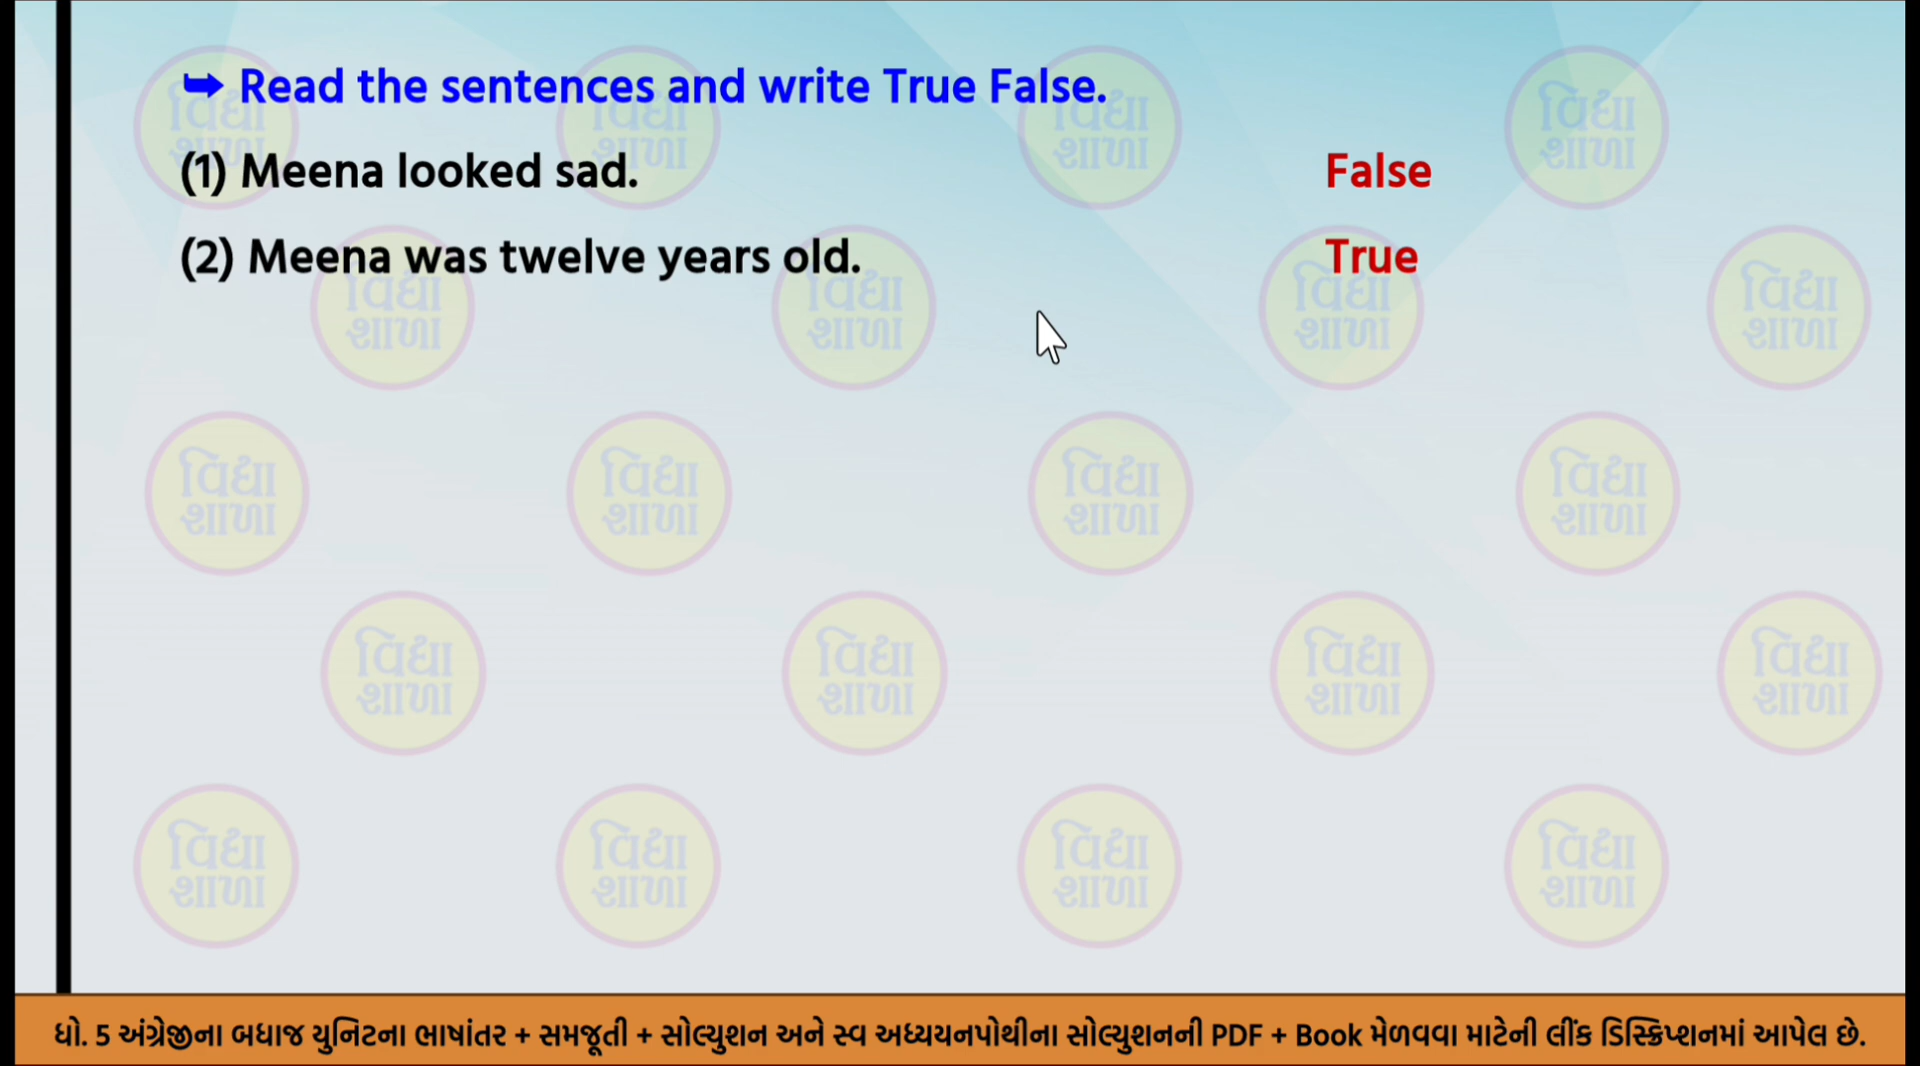 ➥ Read the sentences and write True False.
(1) Meena looked sad. False
(2) Meena was twelve years old. True
વિદ્યા શાળા
ધો. 5 અંગ્રેજીના બધાજ યુનિટના ભાષાંતર + સમજૂતી + સોલ્યુશન અને સ્વ અધ્યયનપોથીના સોલ્યુશનની PDF + Book મેળવવા માટેની લીંક ડિસ્ક્રિપ્શનમાં આપેલ છે.